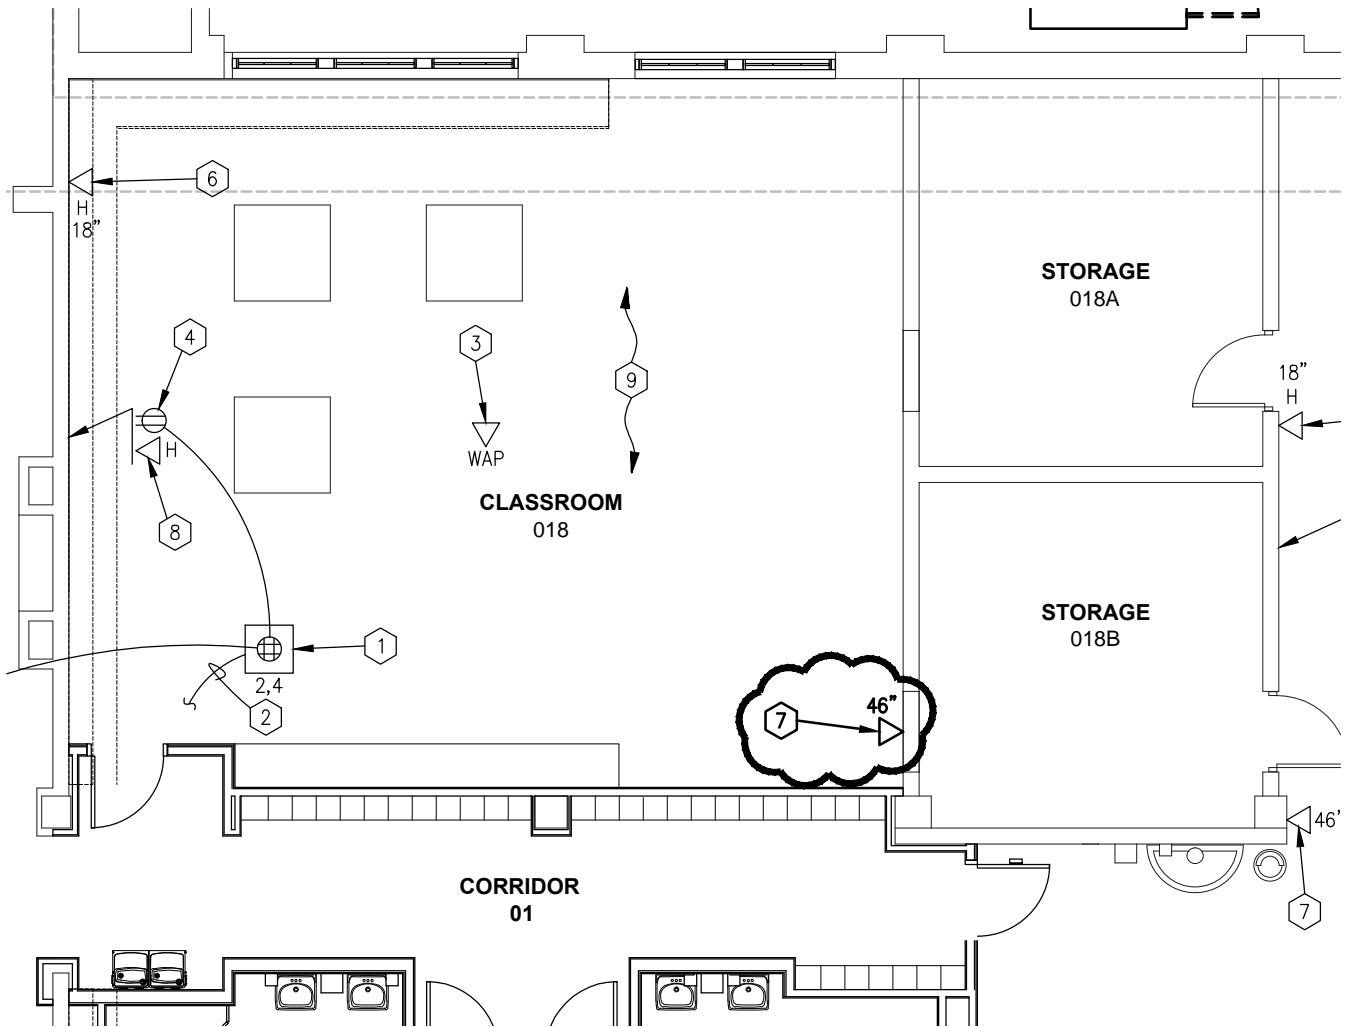 6
H
18"
STORAGE
018A
4
3
9
18"
H
H
WAP
CLASSROOM
018
8
STORAGE
018B
1
2,4
2
46"
7
46'
CORRIDOR
01
7